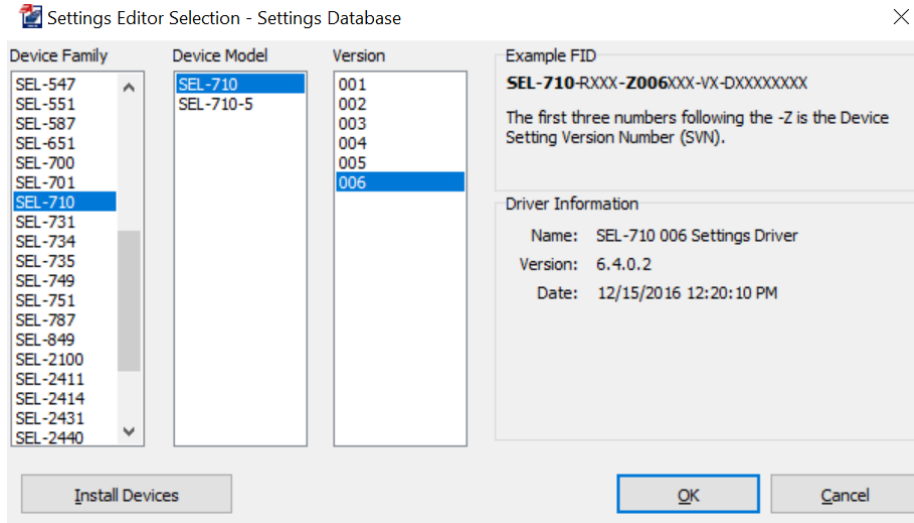 Settings Editor Selection - Settings Database
Device Family
SEL-547
SEL-551
SEL-587
SEL-651
SEL-700
SEL-701
SEL-710
SEL-731
SEL-734
SEL-735
SEL-749
SEL-751
SEL-787
SEL-849
SEL-2100
SEL-2411
SEL-2414
SEL-2431
SEL-2440
Device Model
SEL-710
SEL-710-5
Version
001
002
003
004
005
006
Example FID
SEL-710-RXXX-Z006XXX-VX-DXXXXXXXX
The first three numbers following the -Z is the Device
Setting Version Number (SVN).
Driver Information
Name: SEL-710 006 Settings Driver
Version: 6.4.0.2
Date: 12/15/2016 12:20:10 PM
Install Devices
OK
Cancel